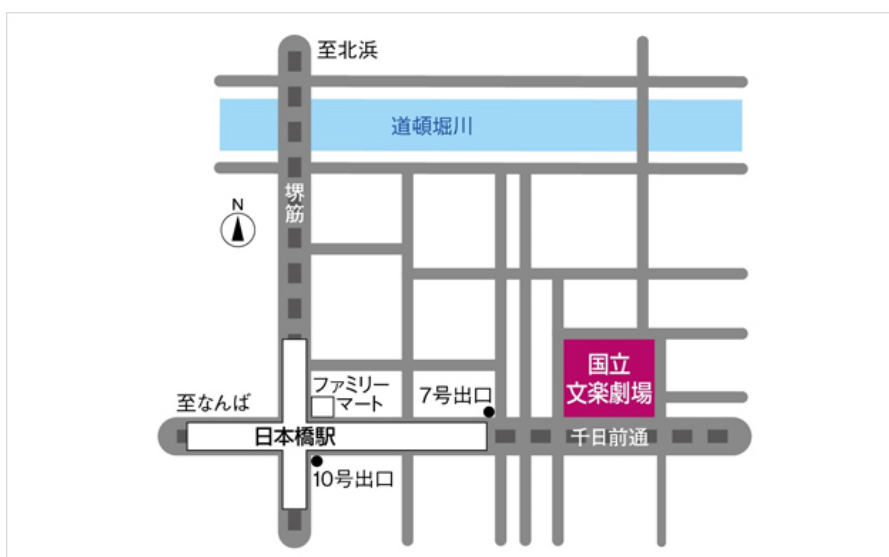 至北浜
道頓堀川
堺筋
N
国立
文楽劇場
ファミリー
マート
7号出口
至なんば
日本橋駅
千日前通
10号出口